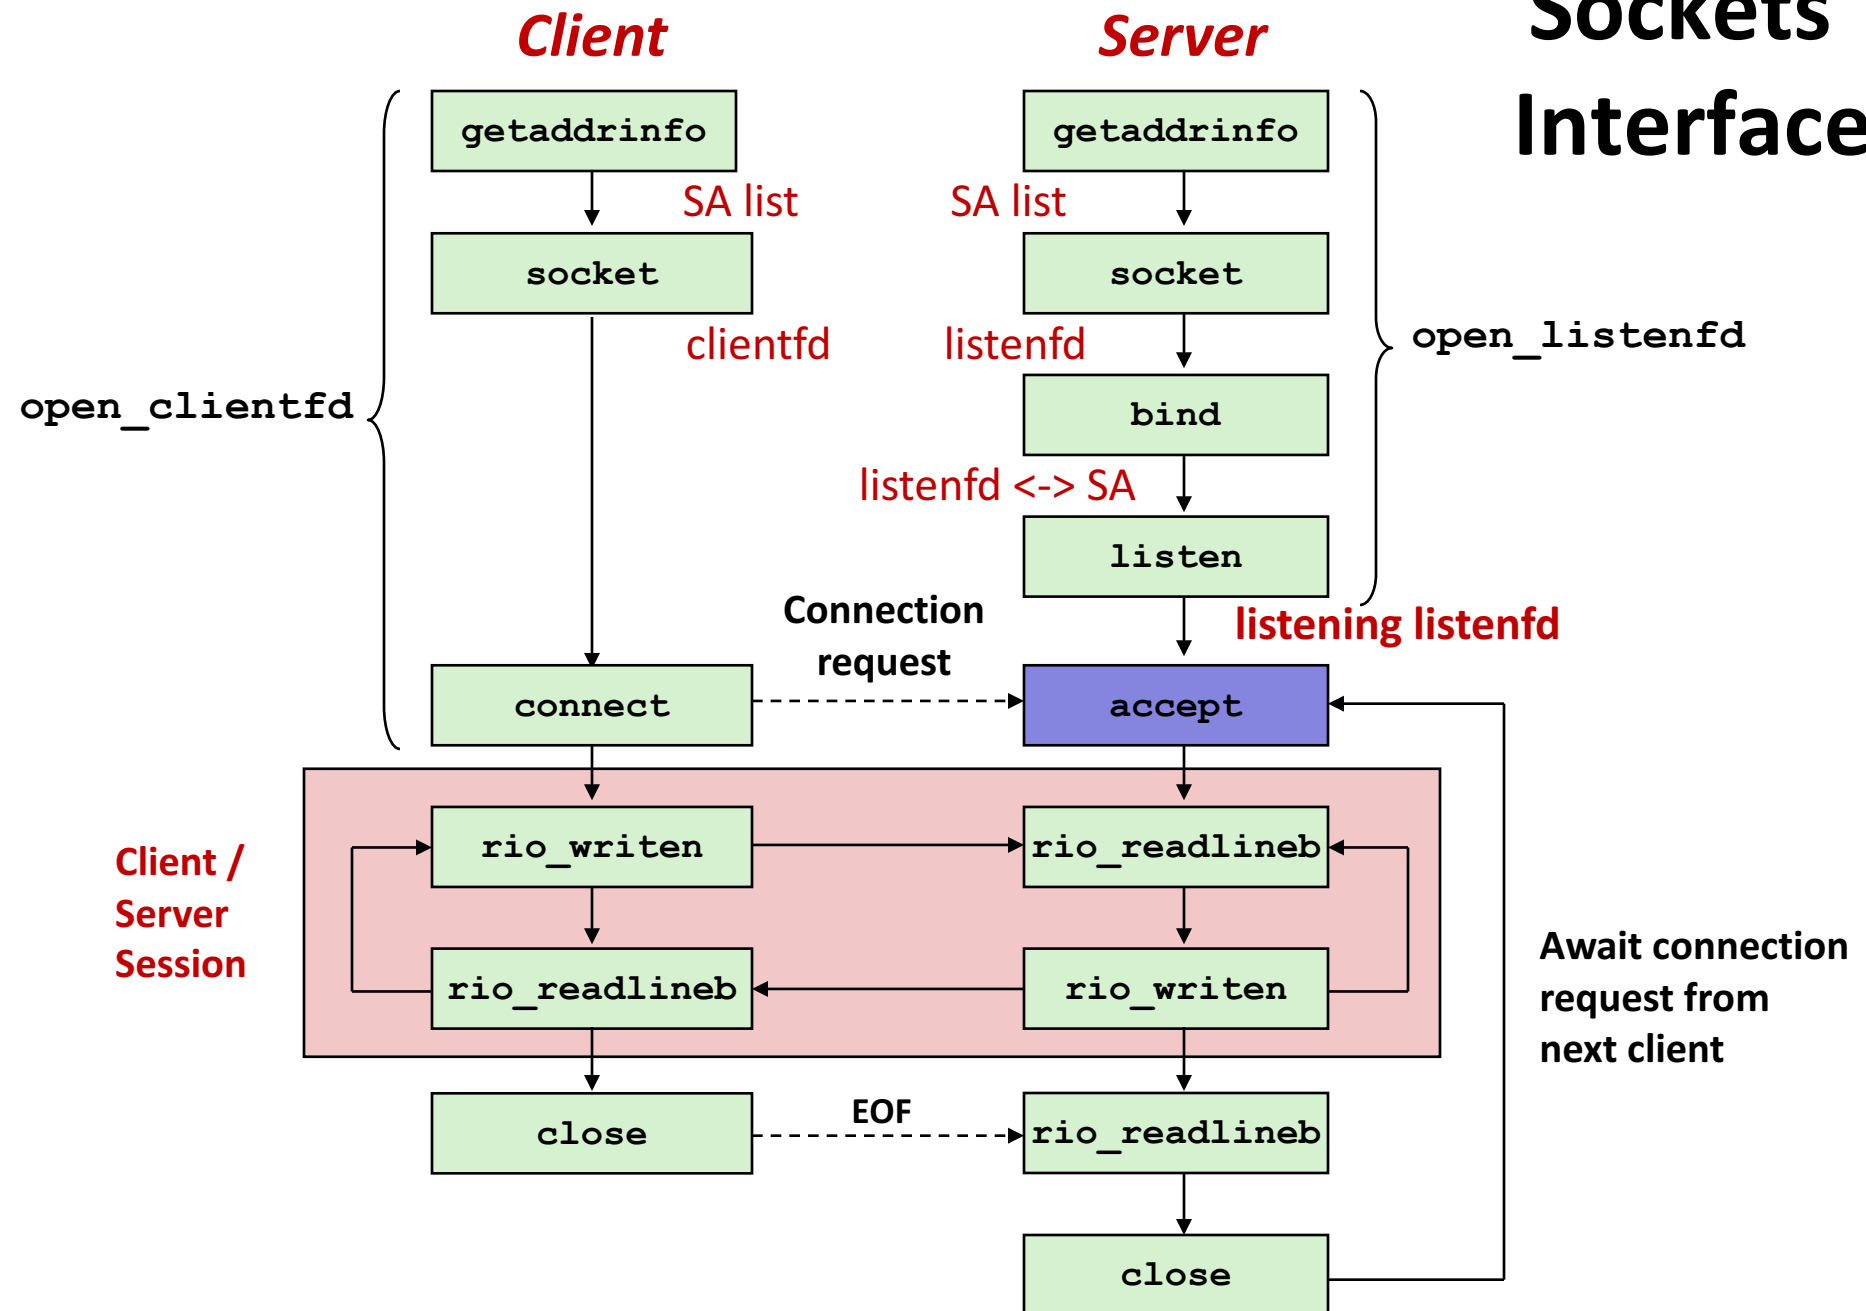 Client
Server
Sockets
Interface
getaddrinfo
getaddrinfo
SA list
SA list
socket
socket
clientfd
listenfd
open_listenfd
open_clientfd
bind
listenfd <-> SA
listen
Connection
request
listening listenfd
connect
accept
Client /
Server
Session
rio_writen
rio_readlineb
rio_readlineb
rio_writen
Await connection
request from
next client
close
EOF
rio_readlineb
close